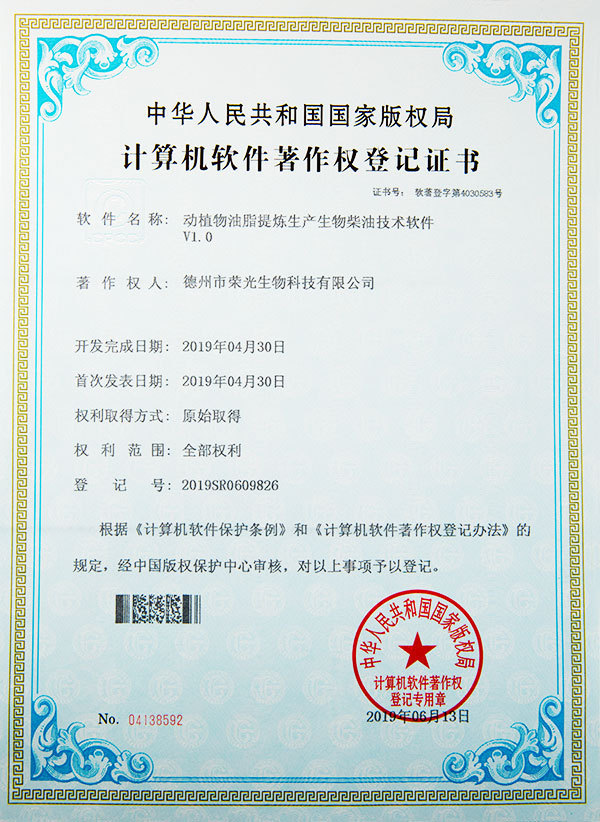 中华人民共和国国家版权局
计算机软件著作权登记证书
证书号： 软著登字第4030583号
软件名称： 动植物油脂提炼生产生物柴油技术软件
V1.0
著作权人： 德州市荣光生物科技有限公司
开发完成日期： 2019年04月30日
首次发表日期： 2019年04月30日
权利取得方式： 原始取得
权利范围： 全部权利
登记号： 2019SR0609826
根据《计算机软件保护条例》和《计算机软件著作权登记办法》的
规定，经中国版权保护中心审核，对以上事项予以登记。
中华人民共和国国家版权局
计算机软件著作权
登记专用章
No. 04138592
2019年06月13日